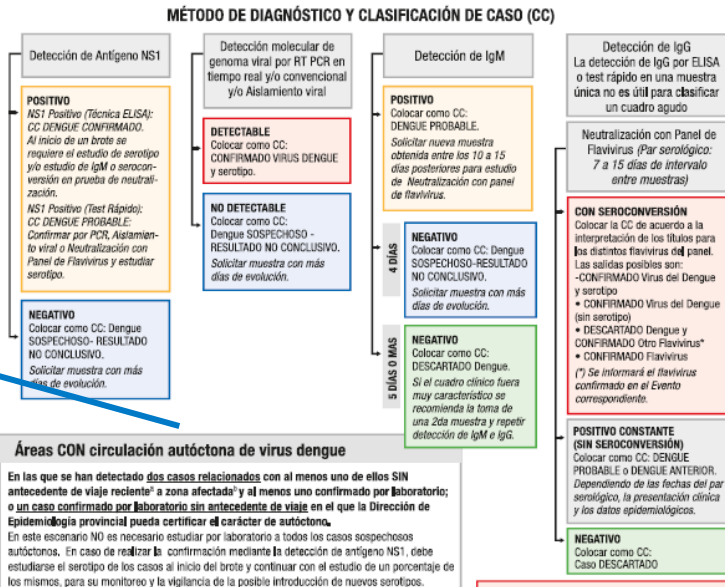 MÉTODO DE DIAGNÓSTICO Y CLASIFICACIÓN DE CASO (CC)
Detección de Antígeno NS1
POSITIVO
NS1 Positivo (Técnica ELISA):
CC DENGUE CONFIRMADO.
Al inicio de un brote se
requiere el estudio de serotipo
y/o estudio de IgM o serocon-
versión en prueba de neutrali-
zación.
NS1 Positivo (Test Rápido):
CC DENGUE PROBABLE:
Confirmar por PCR, Aislamien-
to viral o Neutralización con
Panel de Flavivirus y estudiar
serotipo.
NEGATIVO
Colocar como CC: Dengue
SOSPECHOSO- RESULTADO
NO CONCLUSIVO.
Solicitar muestra con más
días de evolución.
Detección molecular de
genoma viral por RT PCR en
tiempo real y/o convencional
y/o Aislamiento viral
DETECTABLE
Colocar como CC:
CONFIRMADO VIRUS DENGUE
y serotipo.
NO DETECTABLE
Colocar como CC:
Dengue SOSPECHOSO -
RESULTADO NO CONCLUSIVO.
Solicitar muestra con más
días de evolución.
Detección de IgM
POSITIVO
Colocar como CC:
DENGUE PROBABLE.
Solicitar nueva muestra
obtenida entre los 10 a 15
días posteriores para estudio
de Neutralización con panel
de flavivirus.
4 DÍAS
NEGATIVO
Colocar como CC: Dengue
SOSPECHOSO-RESULTADO
NO CONCLUSIVO.
Solicitar muestra con más
días de evolución.
5 DÍAS O MAS
NEGATIVO
Colocar como CC:
DESCARTADO Dengue.
Si el cuadro clínico fuera
muy característico se
recomienda la toma de
una 2da muestra y repetir
detección de IgM e IgG.
Detección de IgG
La detección de IgG por ELISA
o test rápido en una muestra
única no es útil para clasificar
un cuadro agudo
Neutralización con Panel de
Flavivirus (Par serológico:
7 a 15 días de intervalo
entre muestras)
CON SEROCONVERSIÓN
Colocar la CC de acuerdo a la
interpretación de los títulos para
los distintos flavivirus del panel.
Las salidas posibles son:
-CONFIRMADO Virus del Dengue
y serotipo
• CONFIRMADO Virus del Dengue
(sin serotipo)
• DESCARTADO Dengue y
CONFIRMADO Otro Flavivirus*
• CONFIRMADO Flavivirus
(*) Se informará el flavivirus
confirmado en el Evento
correspondiente.
POSITIVO CONSTANTE
(SIN SEROCONVERSIÓN)
Colocar como CC: DENGUE
PROBABLE o DENGUE ANTERIOR.
Dependiendo de las fechas del par
serológico, la presentación clínica
y los datos epidemiológicos.
NEGATIVO
Colocar como CC:
Caso DESCARTADO
Áreas CON circulación autóctona de virus dengue
En las que se han detectado dos casos relacionados con al menos uno de ellos SIN
antecedente de viaje reciente a zona afectada y al menos uno confirmado por laboratorio;
o un caso confirmado por laboratorio sin antecedente de viaje en el que la Dirección de
Epidemiología provincial pueda certificar el carácter de autóctono.
En este escenario NO es necesario estudiar por laboratorio a todos los casos sospechosos
autóctonos. En caso de realizar la confirmación mediante la detección de antígeno NS1, debe
estudiarse el serotipo de los casos al inicio del brote y continuar con el estudio de un porcentaje de
los mismos, para su monitoreo y la vigilancia de la posible introducción de nuevos serotipos.